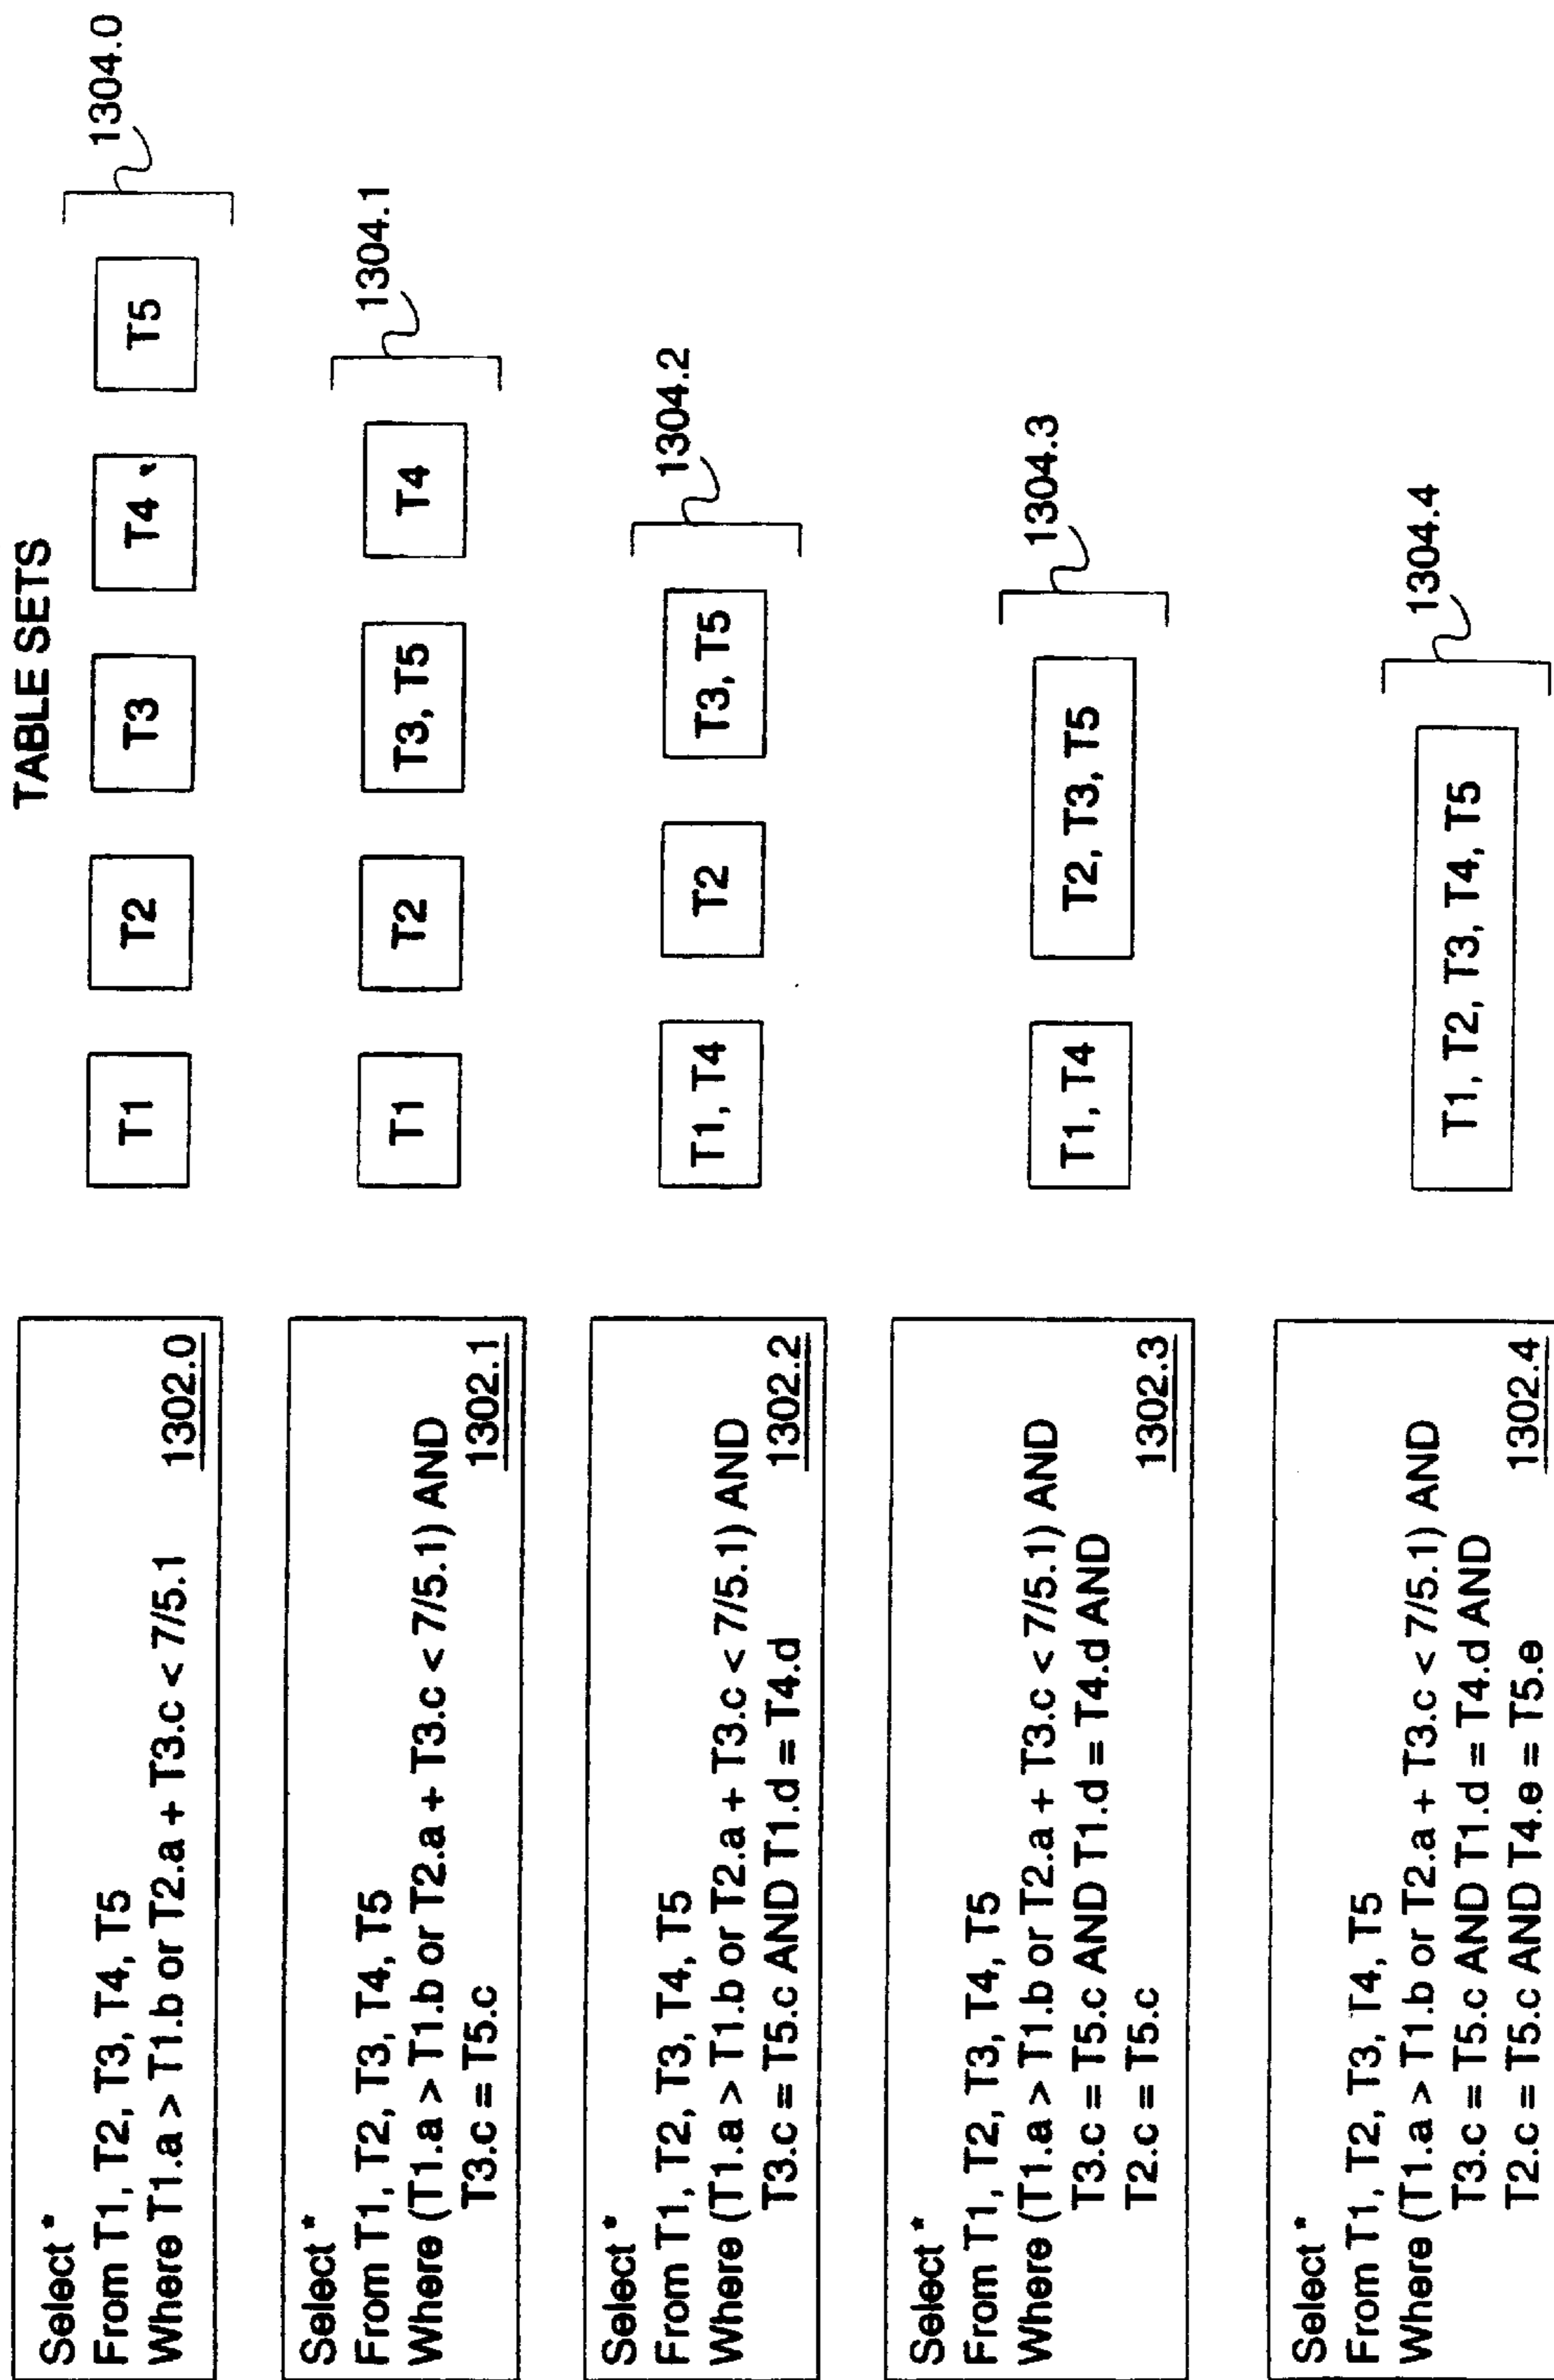 TABLE SETS
Select *
From T1, T2, T3, T4, T5
Where T1.a > T1.b or T2.a + T3.c < 7/5.1
1302.0
T1
T2
T3
T4
T5
1304.0
Select *
From T1, T2, T3, T4, T5
Where (T1.a > T1.b or T2.a + T3.c < 7/5.1) AND
T3.c = T5.c
1302.1
T1
T2
T3, T5
T4
1304.1
Select *
From T1, T2, T3, T4, T5
Where (T1.a > T1.b or T2.a + T3.c < 7/5.1) AND
T3.c = T5.c AND T1.d = T4.d
1302.2
T1, T4
T2
T3, T5
1304.2
Select *
From T1, T2, T3, T4, T5
Where (T1.a > T1.b or T2.a + T3.c < 7/5.1) AND
T3.c = T5.c AND T1.d = T4.d AND
T2.c = T5.c
1302.3
T1, T4
T2, T3, T5
1304.3
Select *
From T1, T2, T3, T4, T5
Where (T1.a > T1.b or T2.a + T3.c < 7/5.1) AND
T3.c = T5.c AND T1.d = T4.d AND
T2.c = T5.c AND T4.e = T5.e
1302.4
T1, T2, T3, T4, T5
1304.4